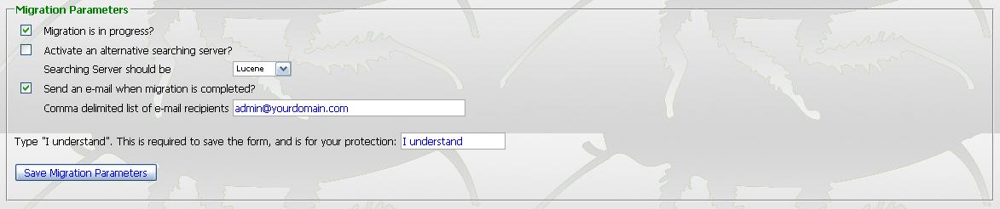 Migration Parameters
Migration is in progress?
Activate an alternative searching server?
Searching Server should be Lucene
Send an e-mail when migration is completed?
Comma delimited list of e-mail recipients admin@yourdomain.com
Type "I understand". This is required to save the form, and is for your protection: I understand
Save Migration Parameters